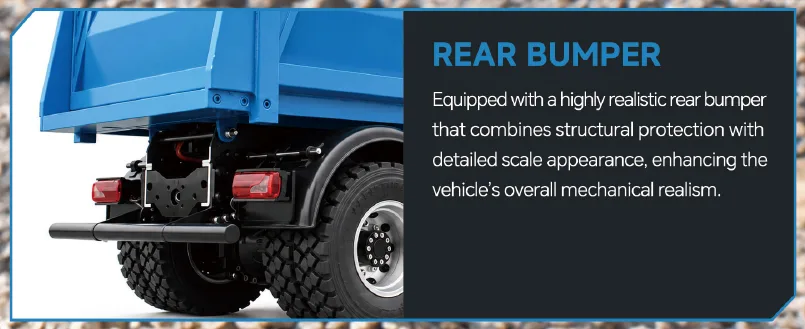 REAR BUMPER
Equipped with a highly realistic rear bumper
that combines structural protection with
detailed scale appearance, enhancing the
vehicle's overall mechanical realism.